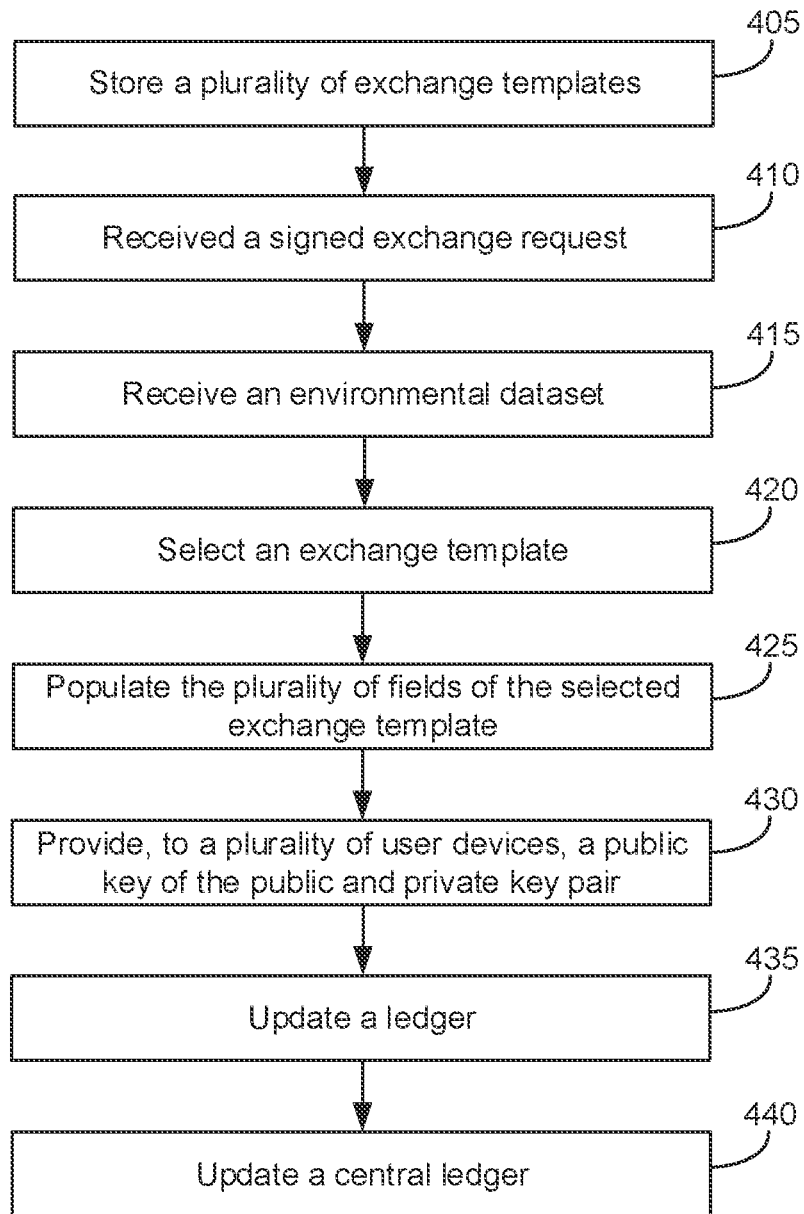 405
Store a plurality of exchange templates
410
Received a signed exchange request
415
Receive an environmental dataset
420
Select an exchange template
425
Populate the plurality of fields of the selected
exchange template
430
Provide, to a plurality of user devices, a public
key of the public and private key pair
435
Update a ledger
440
Update a central ledger